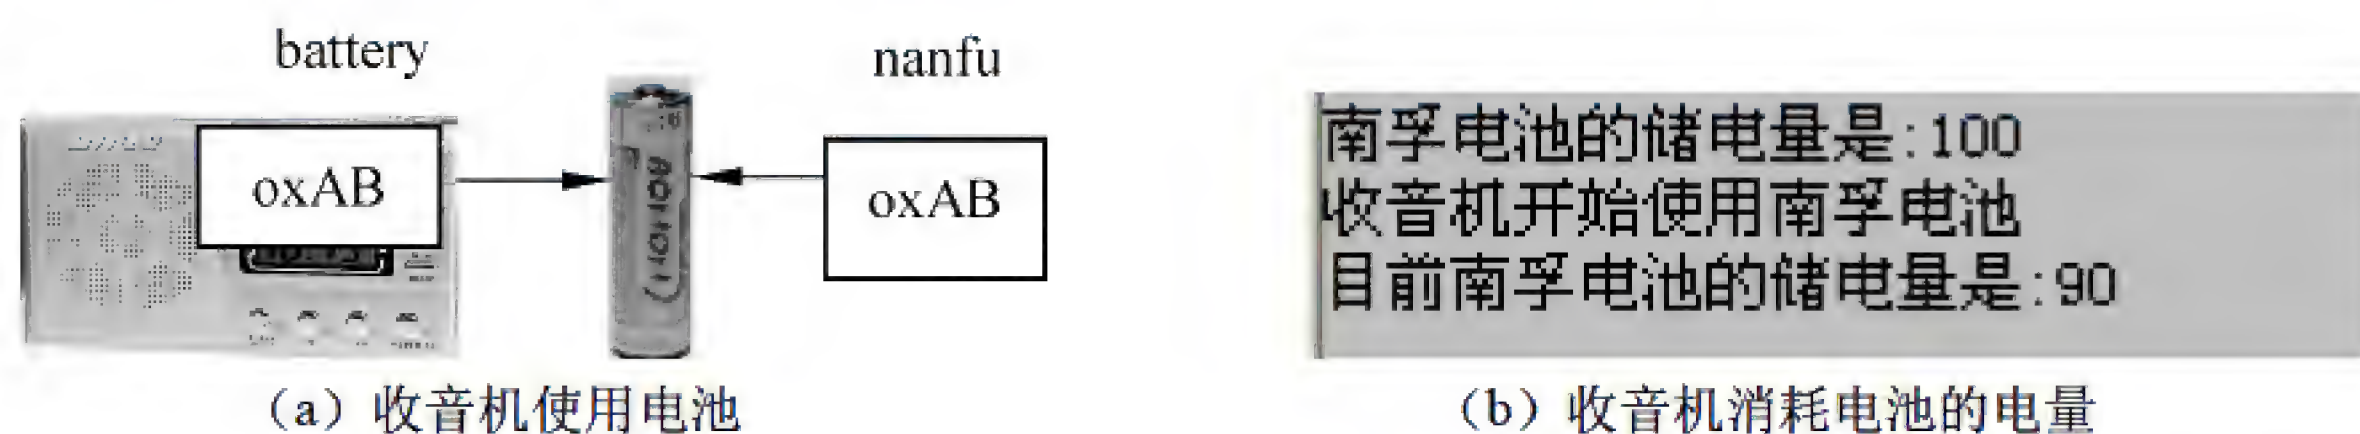 battery
nanfu
oxAB
oxAB
南孚电池的储电量是:100
收音机开始使用南孚电池
目前南孚电池的储电量是:90
（a）收音机使用电池
（b）收音机消耗电池的电量